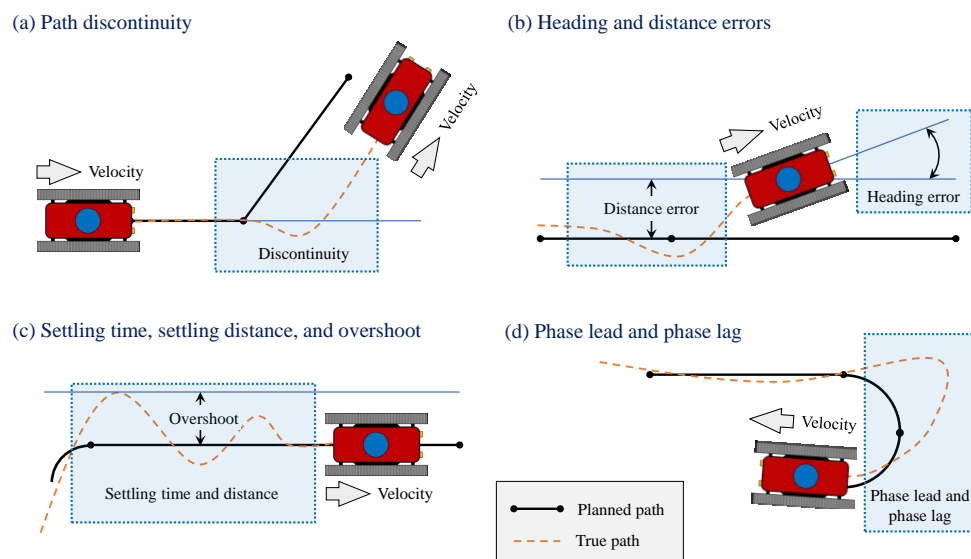 (a) Path discontinuity
Velocity
Velocity
Discontinuity
(b) Heading and distance errors
Velocity
Distance error
Heading error
(c) Settling time, settling distance, and overshoot
Overshoot
Settling time and distance
Velocity
(d) Phase lead and phase lag
Velocity
Phase lead and
phase lag
Planned path
True path